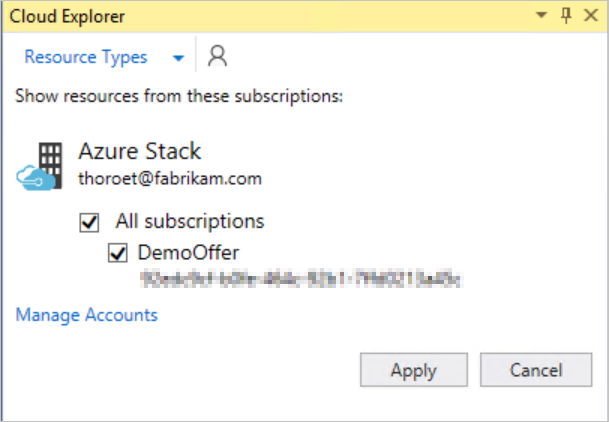 Cloud Explorer
Resource Types
Show resources from these subscriptions:
Azure Stack
thoroet@fabrikam.com
All subscriptions
DemoOffer
Manage Accounts
Apply Cancel